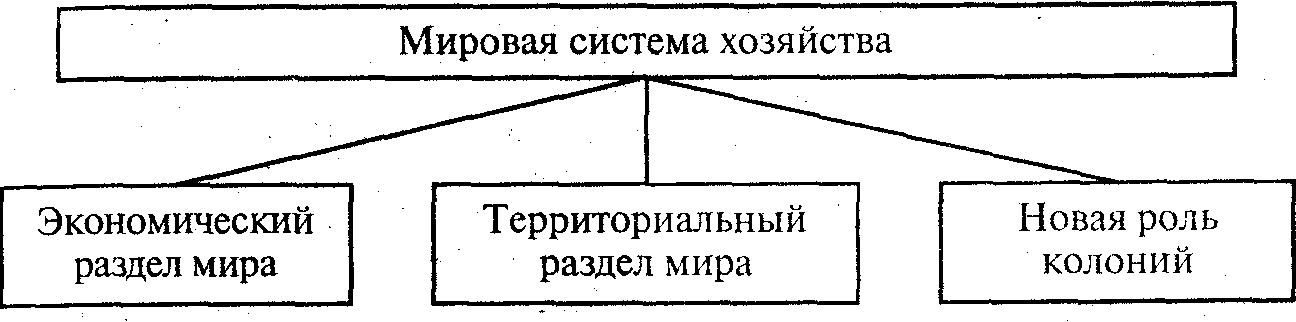 Мировая система хозяйства
Экономический
раздел мира
Территориальный
раздел мира
Новая роль
колоний